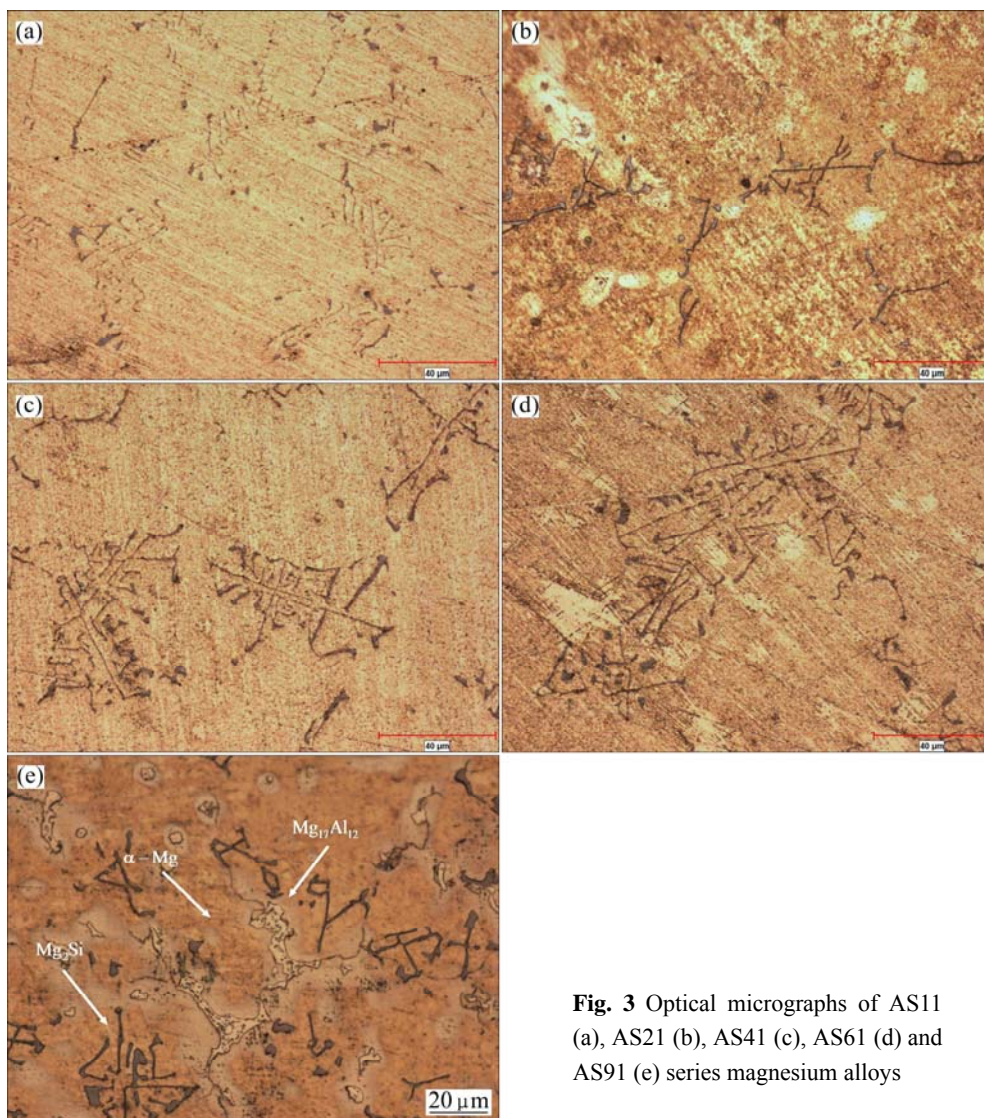 (a)
(b)
40 μm
40 μm
(c)
(d)
40 μm
40 μm
(e)
Mg₁₇Al₁₂
α – Mg
Mg₂Si
20 μm
Fig. 3 Optical micrographs of AS11
(a), AS21 (b), AS41 (c), AS61 (d) and
AS91 (e) series magnesium alloys